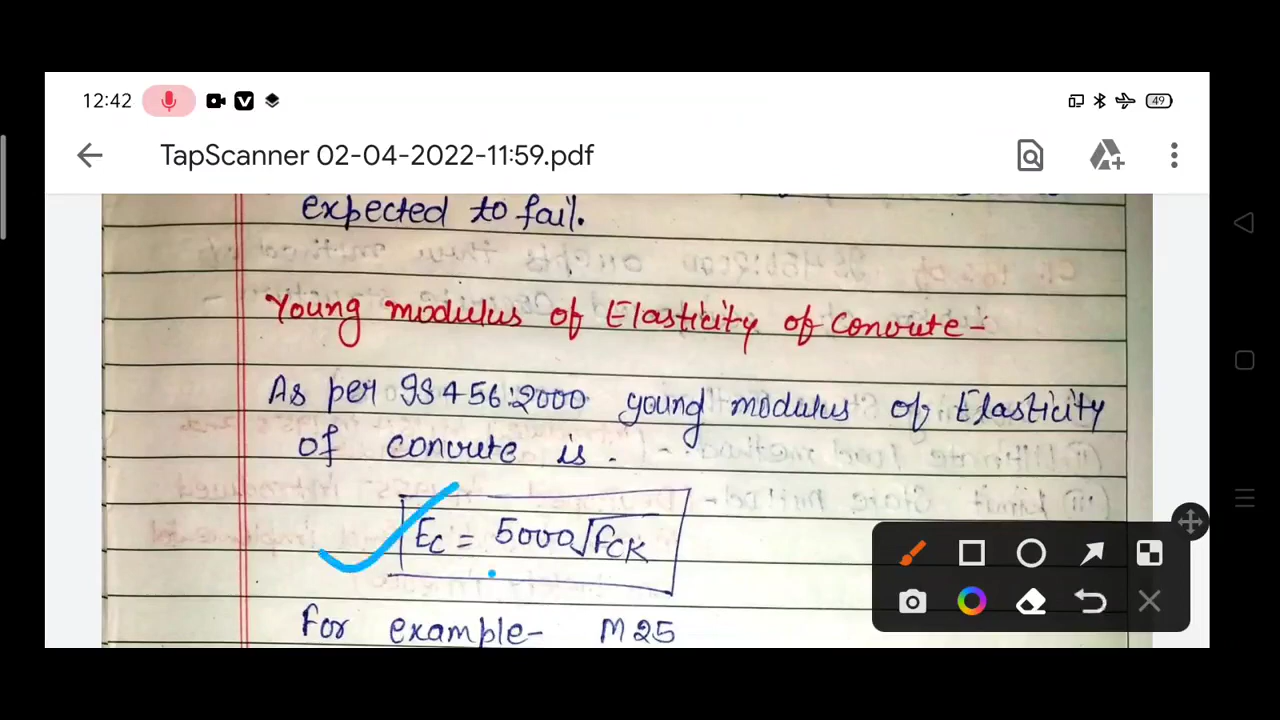 12:42
49
TapScanner 02-04-2022-11:59.pdf
expected to fail.
Young modulus of Elasticity of Concrete-
As per IS 456:2000 young modulus of Elasticity
of concrete is.
Ec = 5000√fck
For example- M25